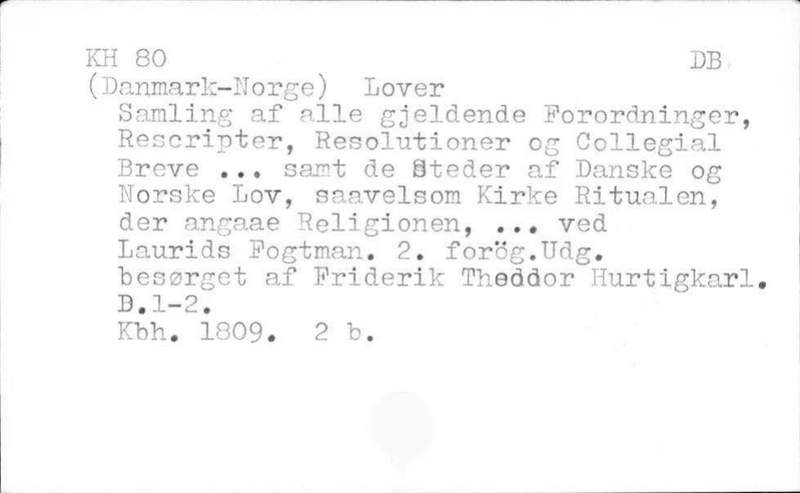 KH 80 DB
(Danmark-Norge) Lover
Samling af alle gjeldende Forordninger,
Rescripter, Resolutioner og Collegial
Breve ... samt de Steder af Danske og
Norske Lov, saavelsom Kirke Ritualen,
der angaae Religionen, ... ved
Laurids Fogtman. 2. forög.Udg.
besørget af Friderik Theddor Hurtigkarl.
B.1-2.
Kbh. 1809. 2 b.